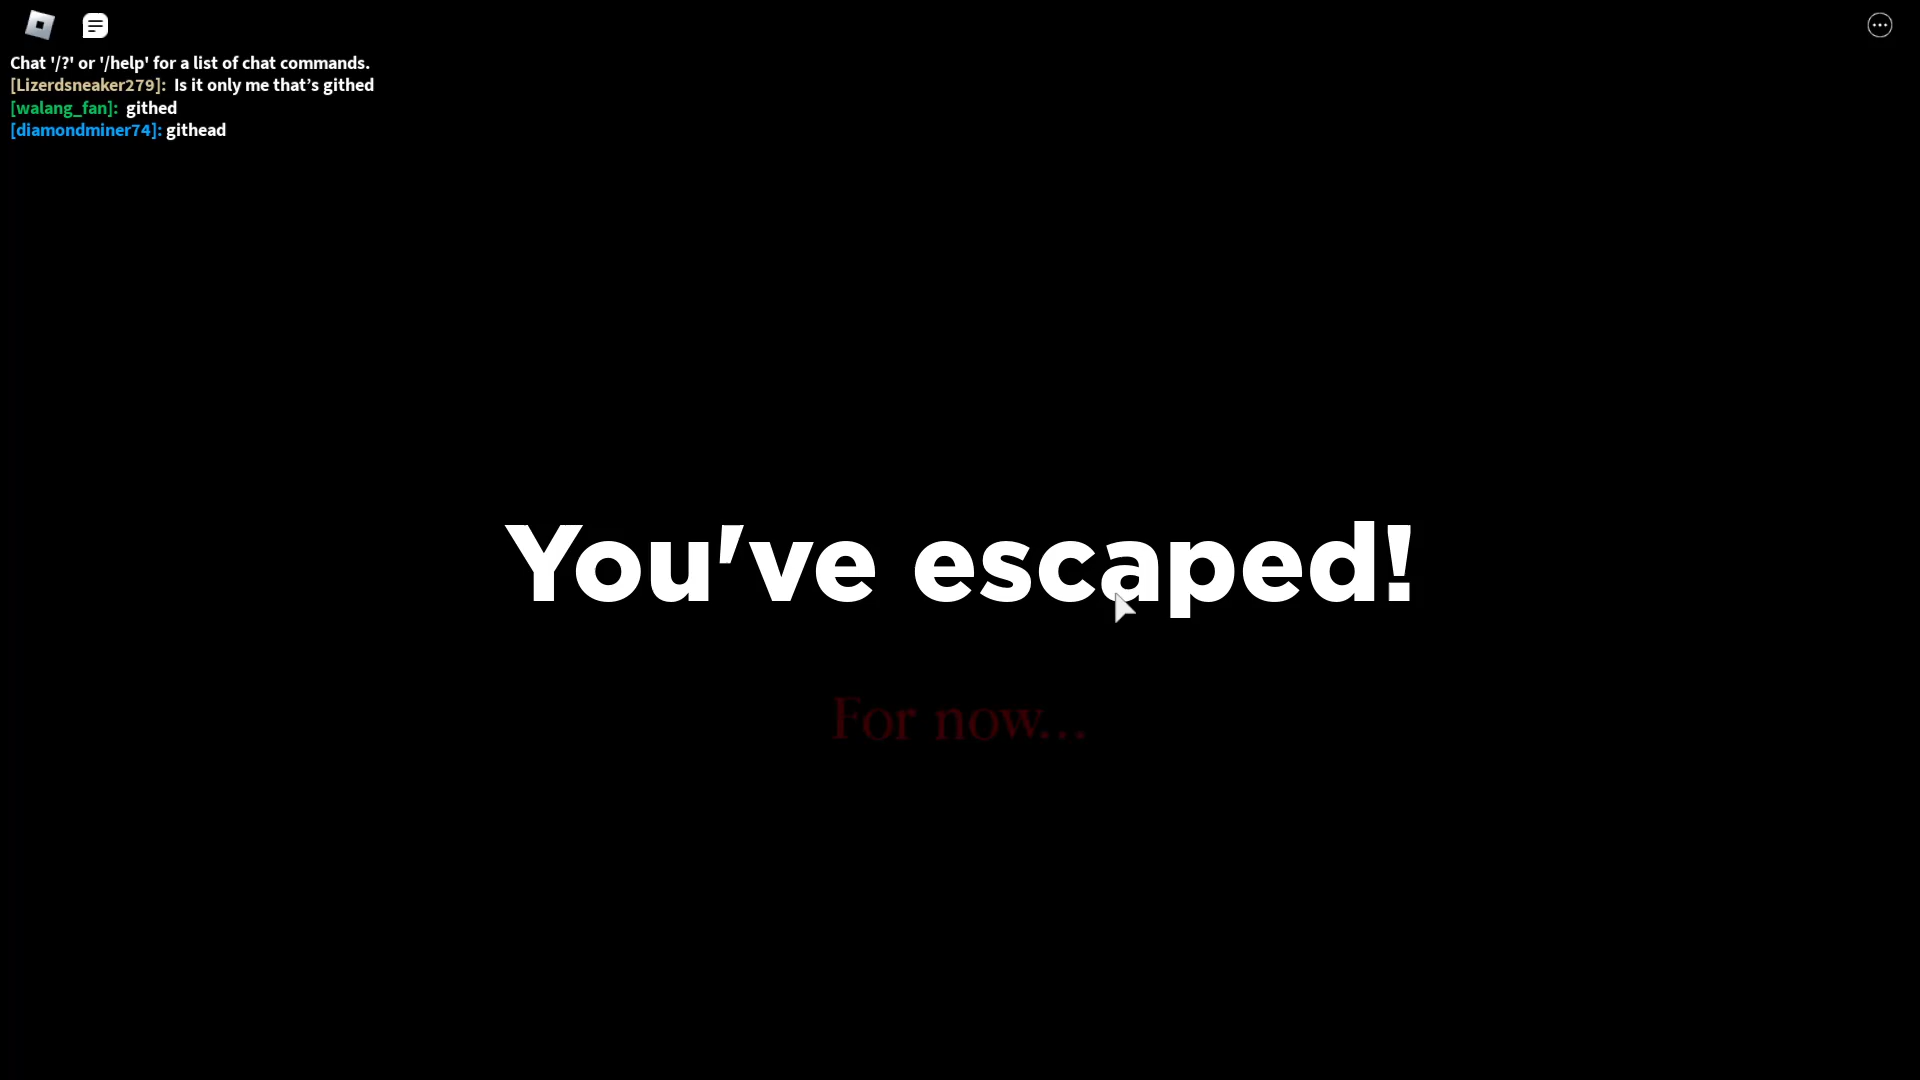 Chat '/?' or '/help' for a list of chat commands.
[Lizerdsneaker279]: Is it only me that’s githed
[walang_fan]: githed
[diamondminer74]: githead
You've escaped!
For now...